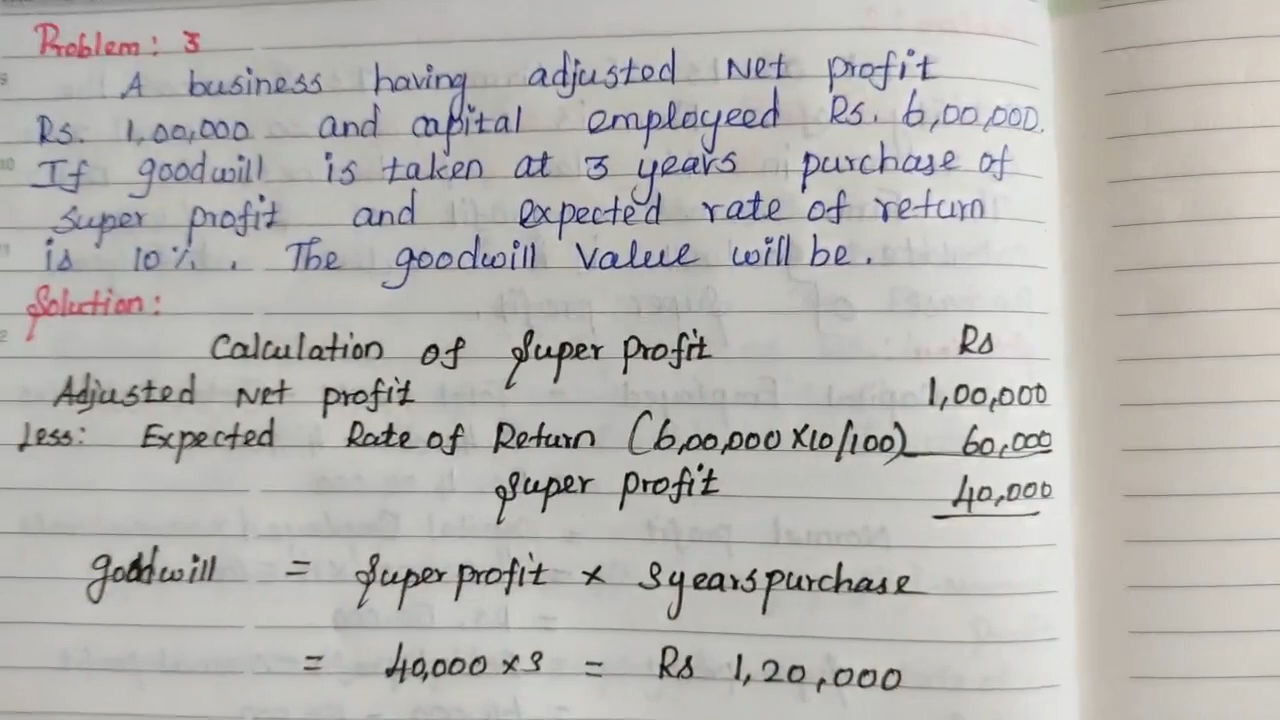 Problem: 3
A business having adjusted Net profit
Rs. 1,00,000 and capital employeed Rs. 6,00,000.
If goodwill is taken at 3 years purchase of
super profit and expected rate of return
is 10%. The goodwill value will be.
Solution:
Calculation of Super profit Rs
Adjusted Net profit 1,00,000
Less: Expected Rate of Return (6,00,000 X10/100) 60,000
Super profit 40,000
goodwill = Super profit × 3 years purchase
= 40,000 × 3 = Rs 1,20,000